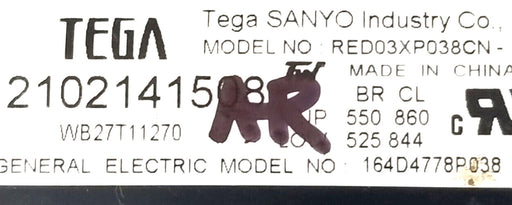 TEGA
Tega SANYO Industry Co.,
MODEL NO : RED03XP038CN -
MADE IN CHINA
2102141508
BR CL
WB27T11270
550 860
525.844
GENERAL ELECTRIC MODEL NO : 164D4778P038